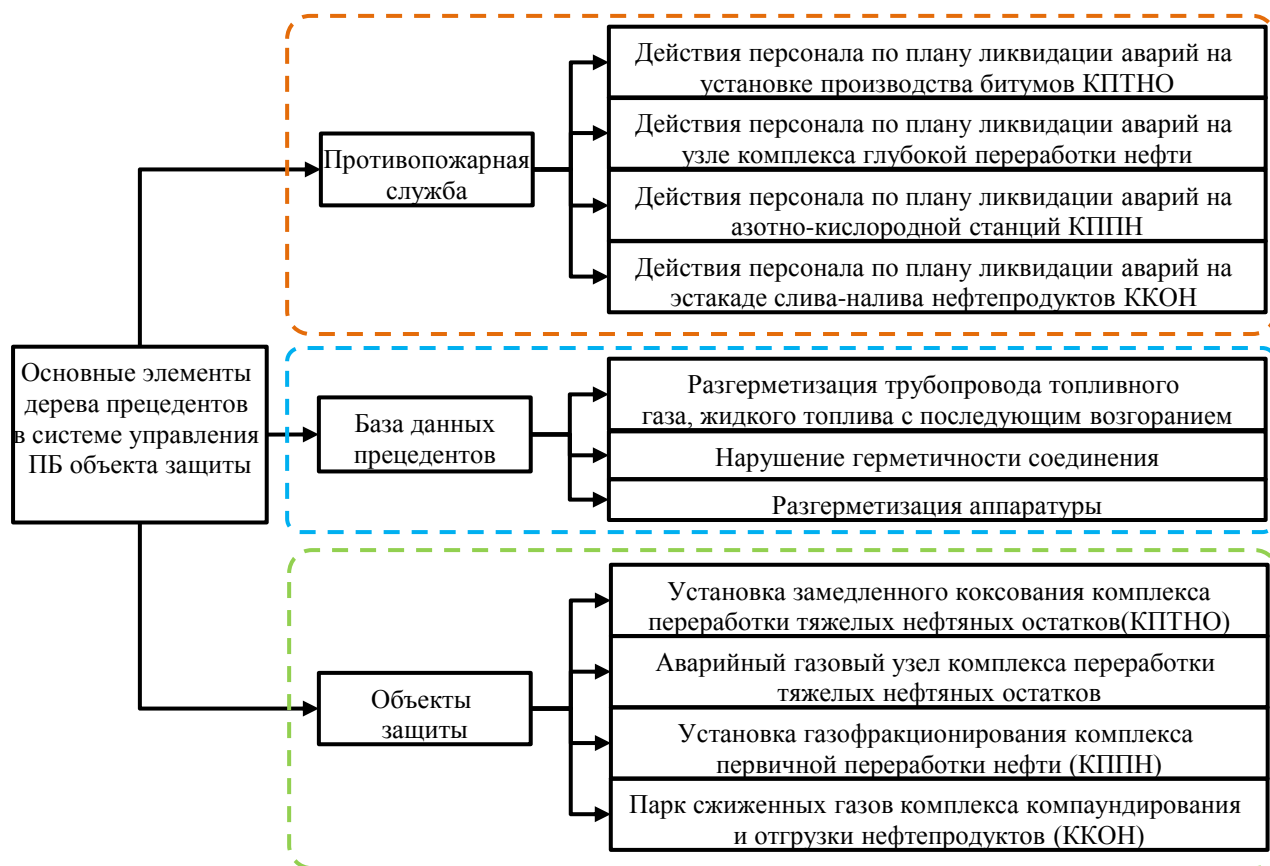 Основные элементы
дерева прецедентов
в системе управления
ПБ объекта защиты
Противопожарная
служба
Действия персонала по плану ликвидации аварий на
установке производства битумов КПТНО
Действия персонала по плану ликвидации аварий на
узле комплекса глубокой переработки нефти
Действия персонала по плану ликвидации аварий на
азотно-кислородной станций КППН
Действия персонала по плану ликвидации аварий на
эстакаде слива-налива нефтепродуктов ККОН
База данных
прецедентов
Разгерметизация трубопровода топливного
газа, жидкого топлива с последующим возгоранием
Нарушение герметичности соединения
Разгерметизация аппаратуры
Объекты
защиты
Установка замедленного коксования комплекса
переработки тяжелых нефтяных остатков(КПТНО)
Аварийный газовый узел комплекса переработки
тяжелых нефтяных остатков
Установка газофракционирования комплекса
первичной переработки нефти (КППН)
Парк сжиженных газов комплекса компаундирования
и отгрузки нефтепродуктов (ККОН)